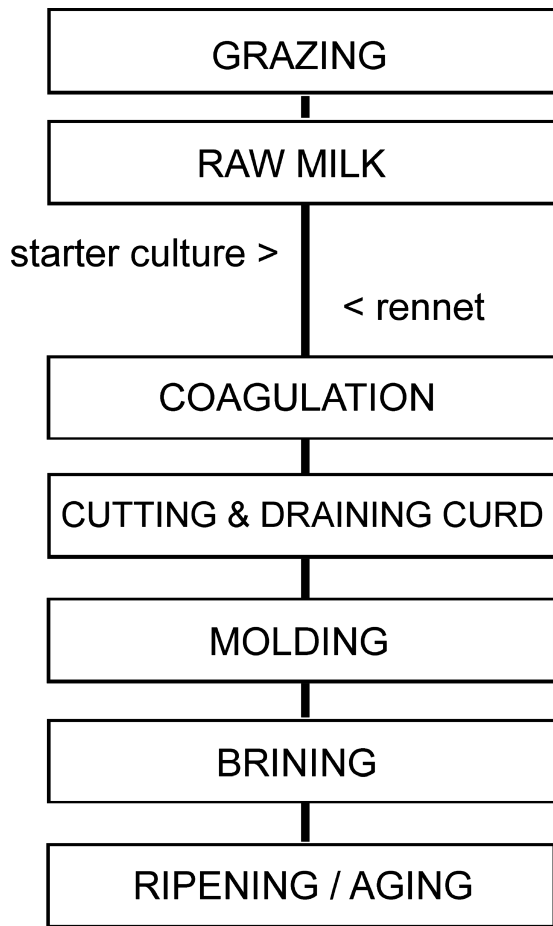 GRAZING
RAW MILK
starter culture >
< rennet
COAGULATION
CUTTING & DRAINING CURD
MOLDING
BRINING
RIPENING / AGING